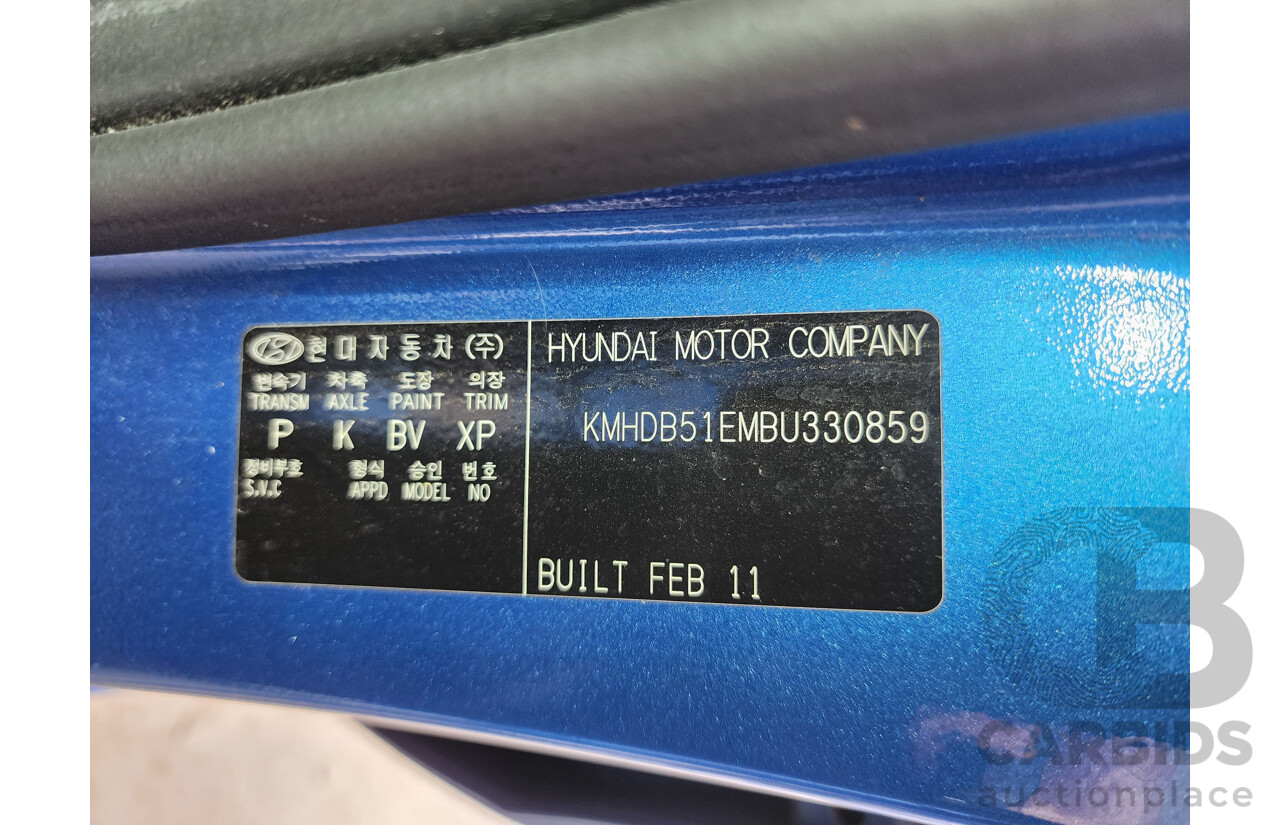 현대자동차(주)
변속기 차축 도장 의장
TRANSM AXLE PAINT TRIM
P K BV XP
정비부호 형식 승인 번호
S.V.C APPD MODEL NO
HYUNDAI MOTOR COMPANY
KMHDB51EMBU330859
BUILT FEB 11
CB
CARBIDS
auctionplace